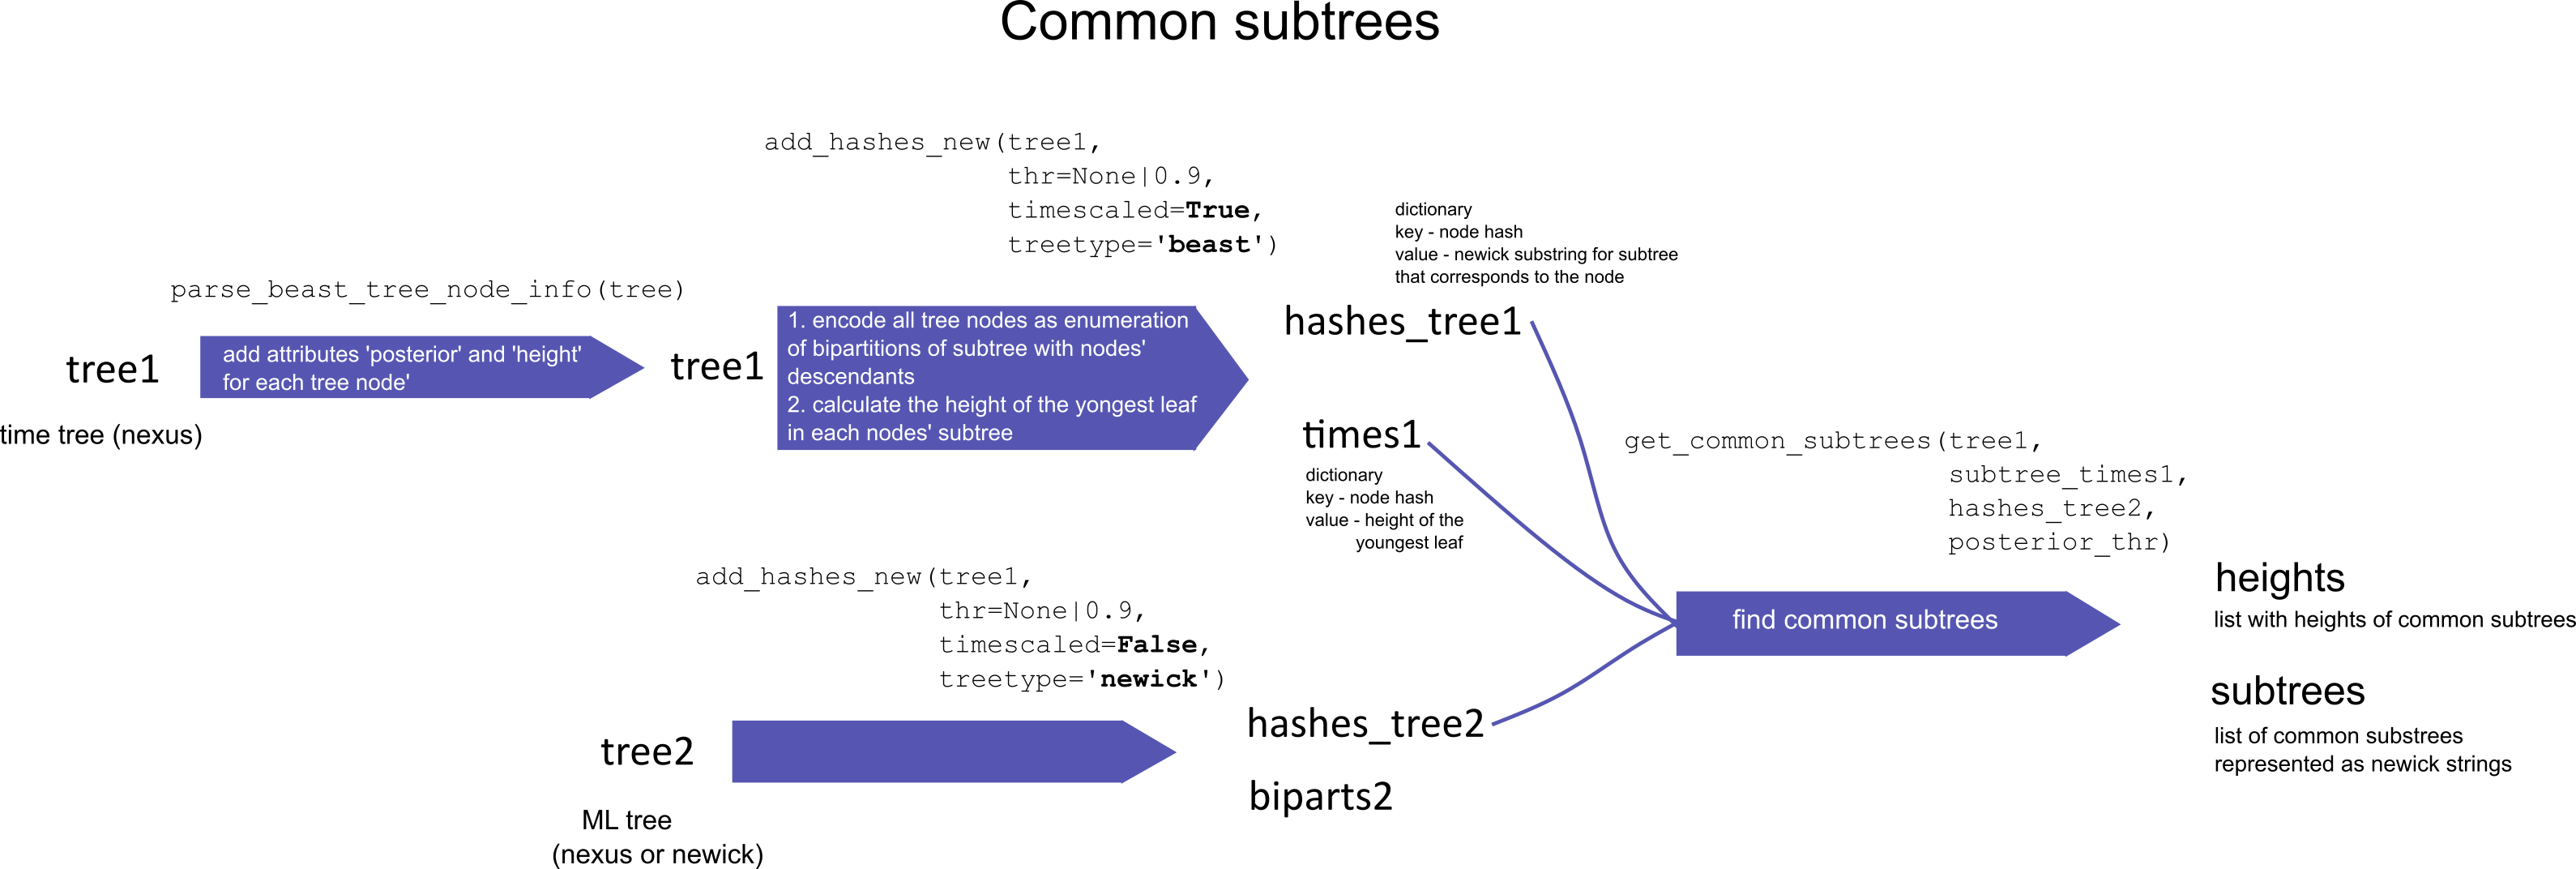 Common subtrees
add_hashes_new(tree1,
thr=None|0.9,
timescaled=True,
treetype='beast')
dictionary
key - node hash
value - newick substring for subtree
that corresponds to the node
parse_beast_tree_node_info(tree)
tree1
add attributes 'posterior' and 'height'
for each tree node'
time tree (nexus)
tree1
1. encode all tree nodes as enumeration
of bipartitions of subtree with nodes'
descendants
2. calculate the height of the yongest leaf
in each nodes' subtree
hashes_tree1
times1
dictionary
key - node hash
value - height of the
youngest leaf
get_common_subtrees(tree1,
subtree_times1,
hashes_tree2,
posterior_thr)
add_hashes_new(tree1,
thr=None|0.9,
timescaled=False,
treetype='newick')
find common subtrees
heights
list with heights of common subtrees
subtrees
list of common substrees
represented as newick strings
tree2
ML tree
(nexus or newick)
hashes_tree2
biparts2